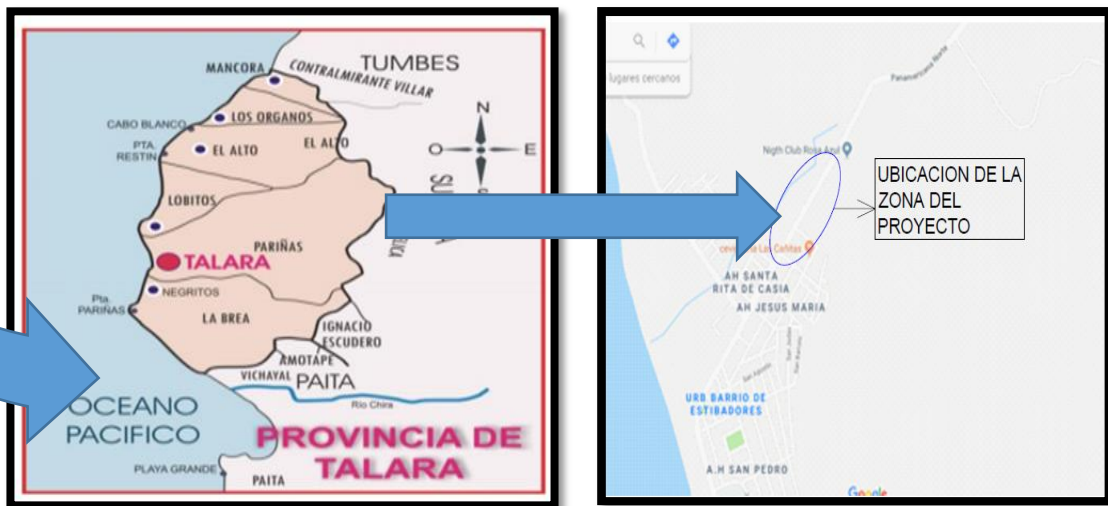 TUMBES
MANCORA
CONTRALMIRANTE VILLAR
LOS ORGANOS
CABO BLANCO
PTA.
RESTIN
EL ALTO
EL ALTO
N
O
E
LOBITOS
PARIÑAS
TALARA
NEGRITOS
Pta.
PARIÑAS
LA BREA
IGNACIO
ESCUDERO
AMOTAPE
VICHAYAL
PAITA
Rio Chira
OCEANO
PACIFICO
PROVINCIA DE
TALARA
PLAYA GRANDE
PAITA
lugares cercanos
Panamericana Norte
Nigth Club Rosa Azul
UBICACION DE LA
ZONA DEL
PROYECTO
Las Cañitas
AH SANTA
RITA DE CASIA
AH JESUS MARIA
San Agustin
URB BARRIO DE
ESTIBADORES
A.H SAN PEDRO
Google